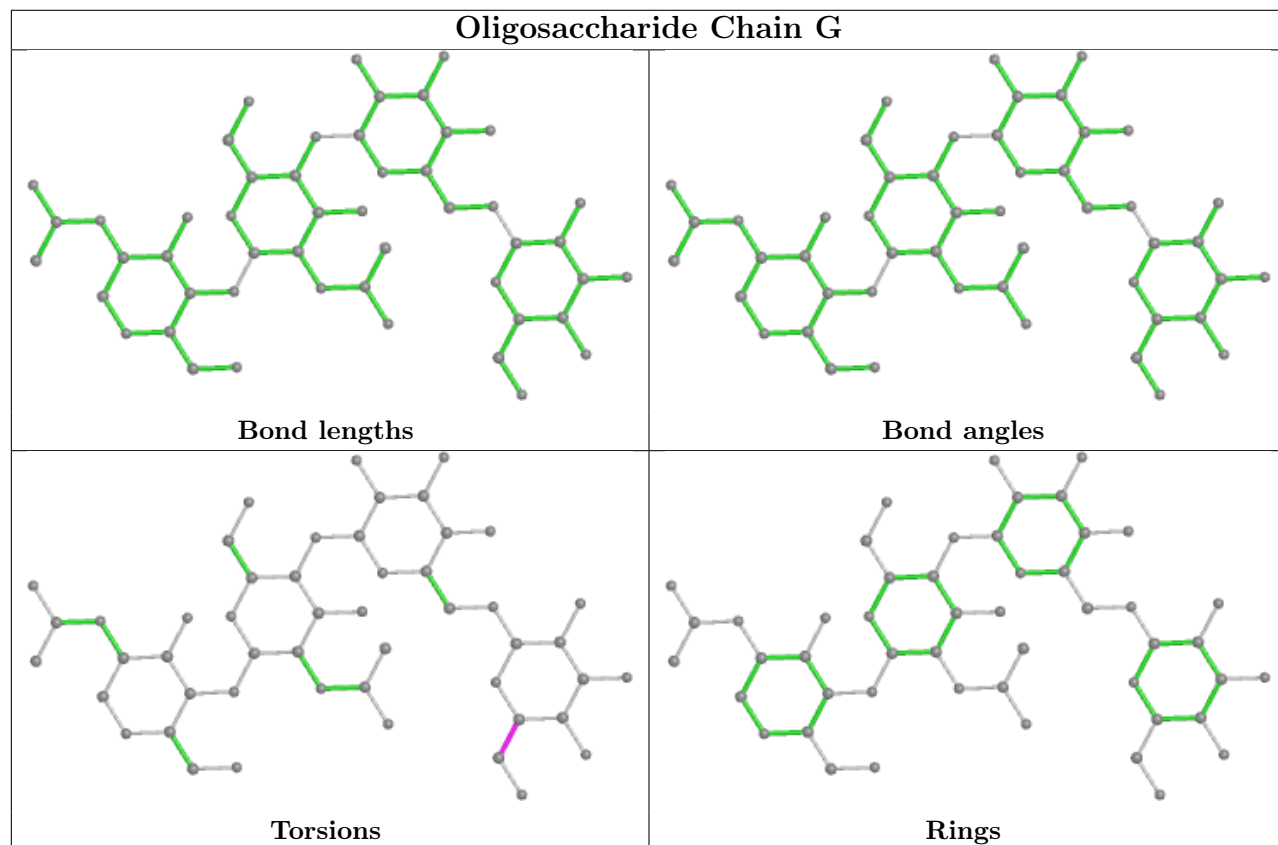 Oligosaccharide Chain G
Bond lengths
Bond angles
Torsions
Rings